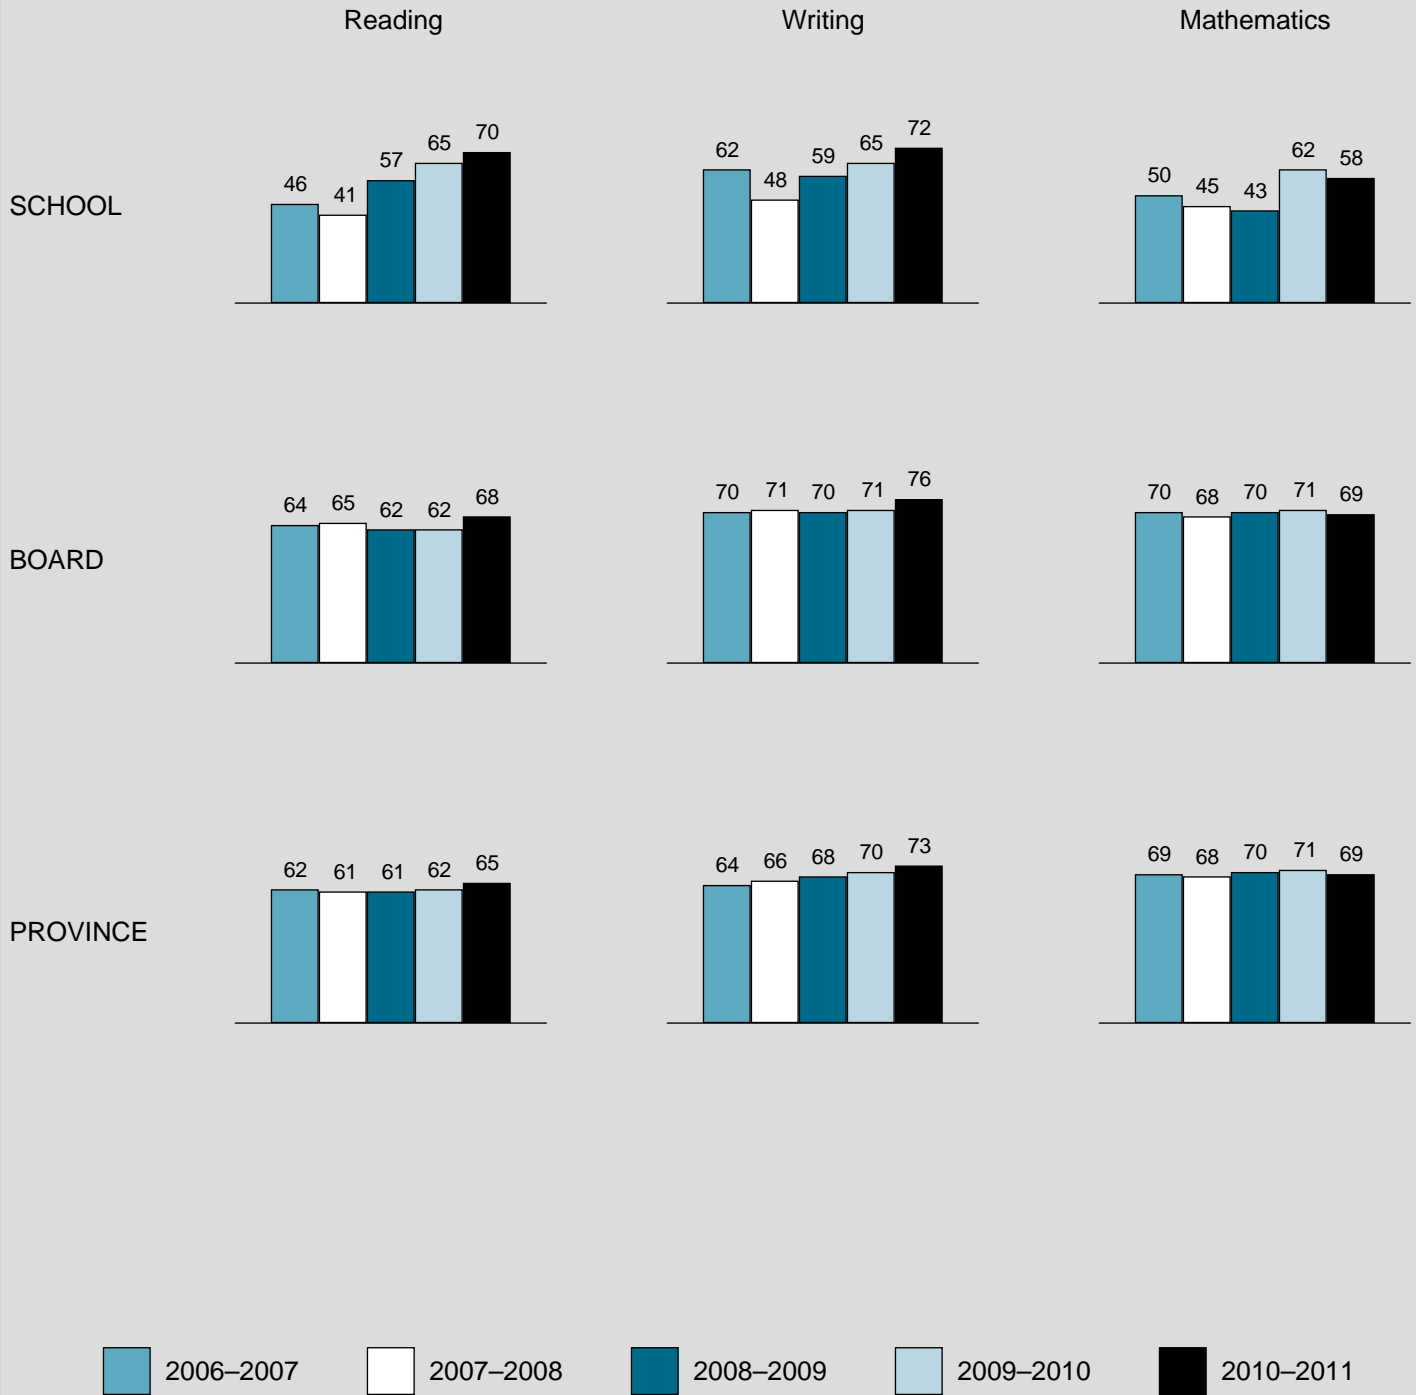 Reading Writing Mathematics
SCHOOL
46 41 57 65 70
62 48 59 65 72
50 45 43 62 58
BOARD
64 65 62 62 68
70 71 70 71 76
70 68 70 71 69
PROVINCE
62 61 61 62 65
64 66 68 70 73
69 68 70 71 69
2006–2007 2007–2008 2008–2009 2009–2010 2010–2011